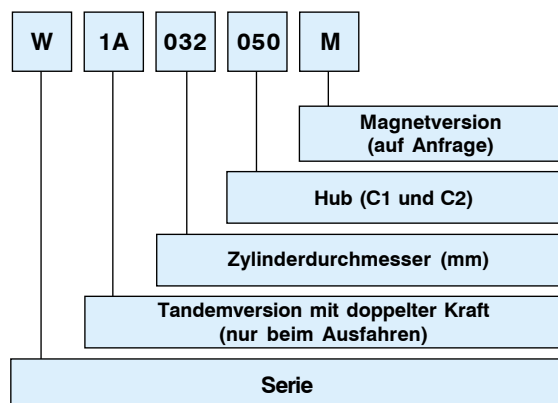 W 1A 032 050 M
Magnetversion
(auf Anfrage)
Hub (C1 und C2)
Zylinderdurchmesser (mm)
Tandemversion mit doppelter Kraft
(nur beim Ausfahren)
Serie